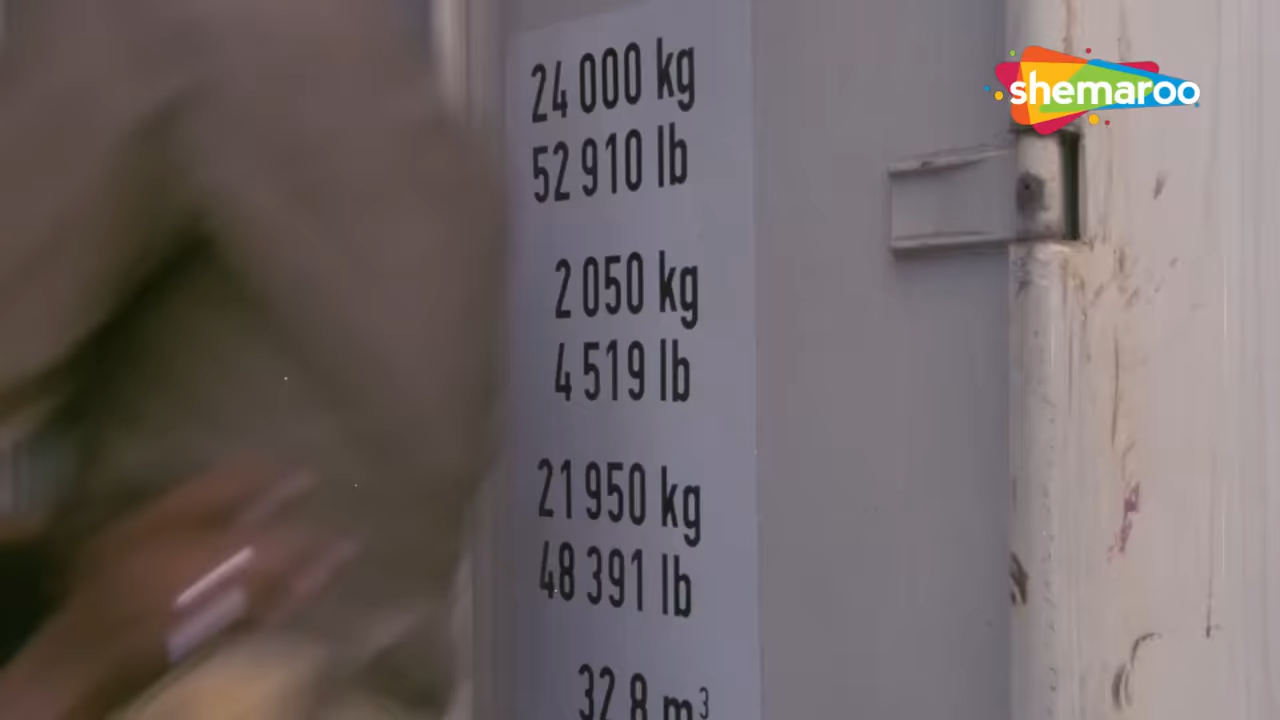 24 000 kg
52 910 lb
2 050 kg
4 519 lb
21 950 kg
48 391 lb
32.8 m³
shemaroo